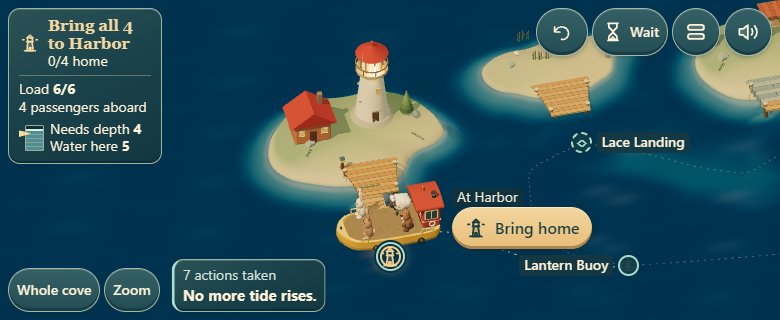 Bring all 4
to Harbor
0/4 home
Load 6/6
4 passengers aboard
Needs depth 4
Water here 5
Wait
Lace Landing
At Harbor
Bring home
Lantern Buoy
Whole cove
Zoom
7 actions taken
No more tide rises.